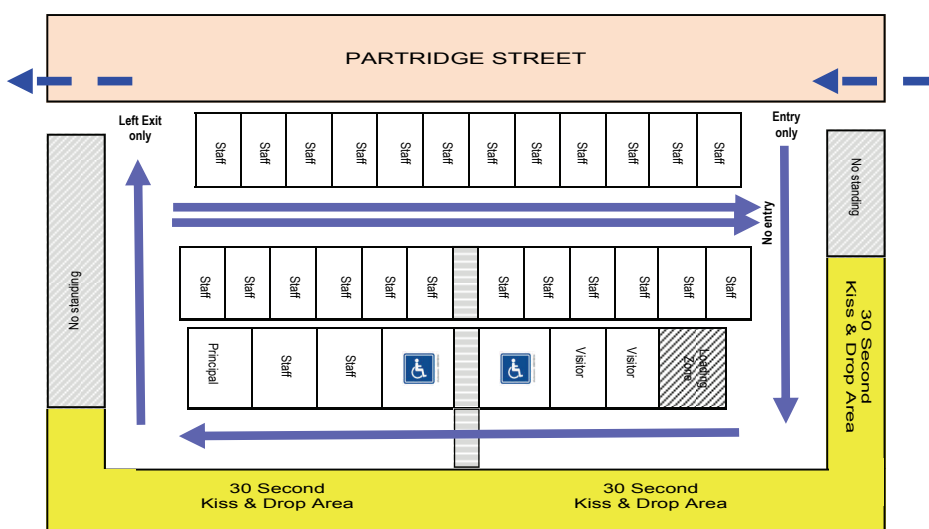 PARTRIDGE STREET
Left Exit
only
Staff
Staff
Staff
Staff
Staff
Staff
Staff
Staff
Staff
Staff
Staff
Staff
Entry
only
No standing
No standing
No entry
Staff
Staff
Staff
Staff
Staff
Staff
Staff
Staff
Staff
Staff
Staff
Staff
Principal
Staff
Staff
Visitor
Visitor
Loading
Zone
30 Second
Kiss & Drop Area
30 Second
Kiss & Drop Area
30 Second
Kiss & Drop Area